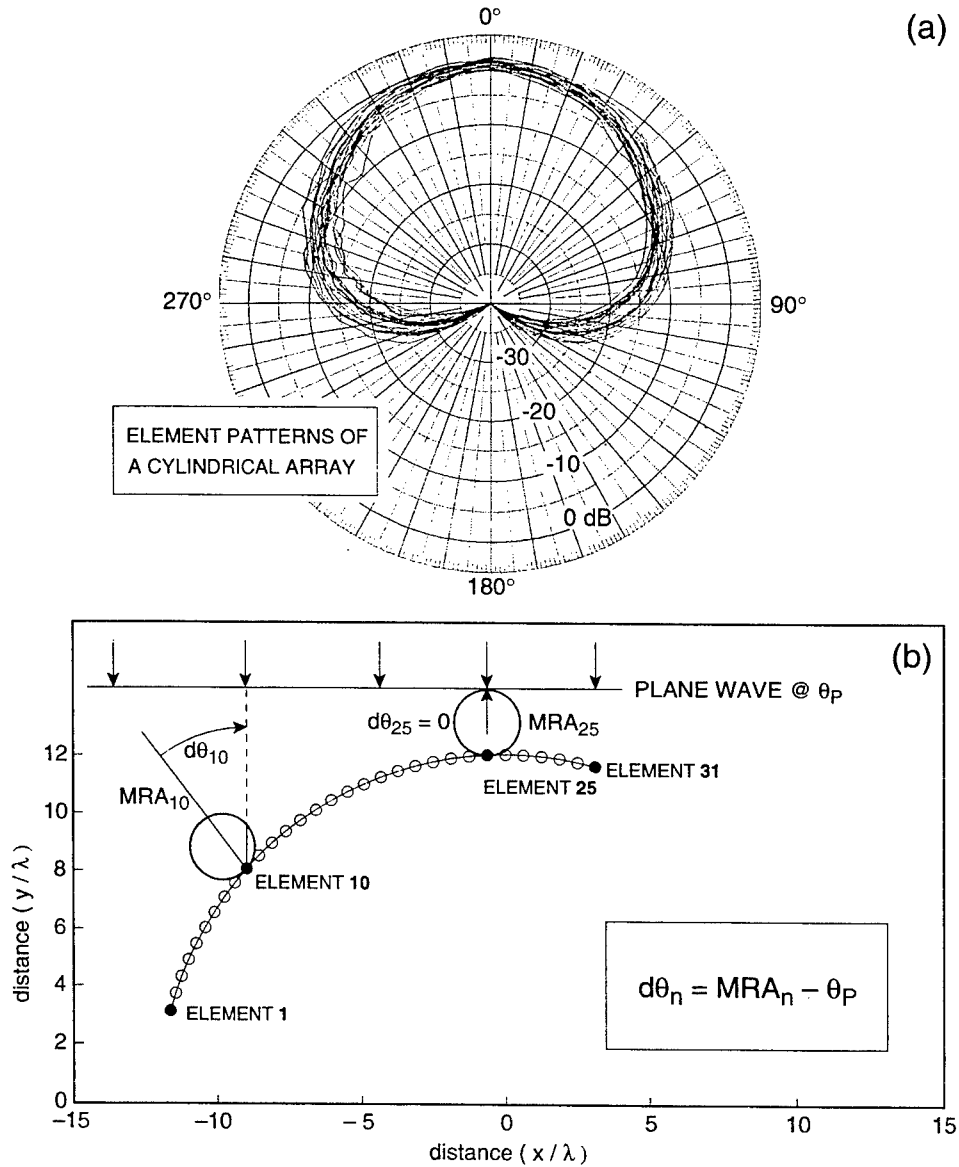 (a)
0°
270°
90°
-30
-20
-10
0 dB
180°
ELEMENT PATTERNS OF
A CYLINDRICAL ARRAY
(b)
PLANE WAVE @ θP
dθ25 = 0
MRA25
dθ10
MRA10
ELEMENT 31
ELEMENT 25
ELEMENT 10
ELEMENT 1
dθn = MRAn − θP
12
10
8
6
4
2
0
distance ( y / λ )
−15
−10
−5
0
5
10
15
distance ( x / λ )